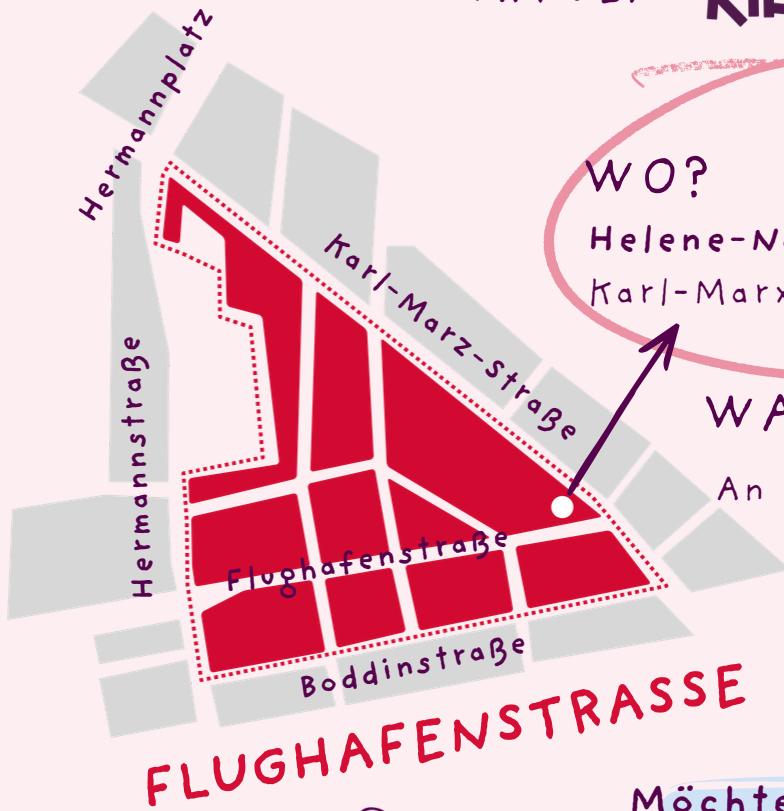 Hermannplatz
WO?
Helene-N
Karl-Marx
Karl-Marz-Straße
Hermannstraße
WA
An
Flughafenstraße
Boddinstraße
FLUGHAFENSTRASSE
Möchte